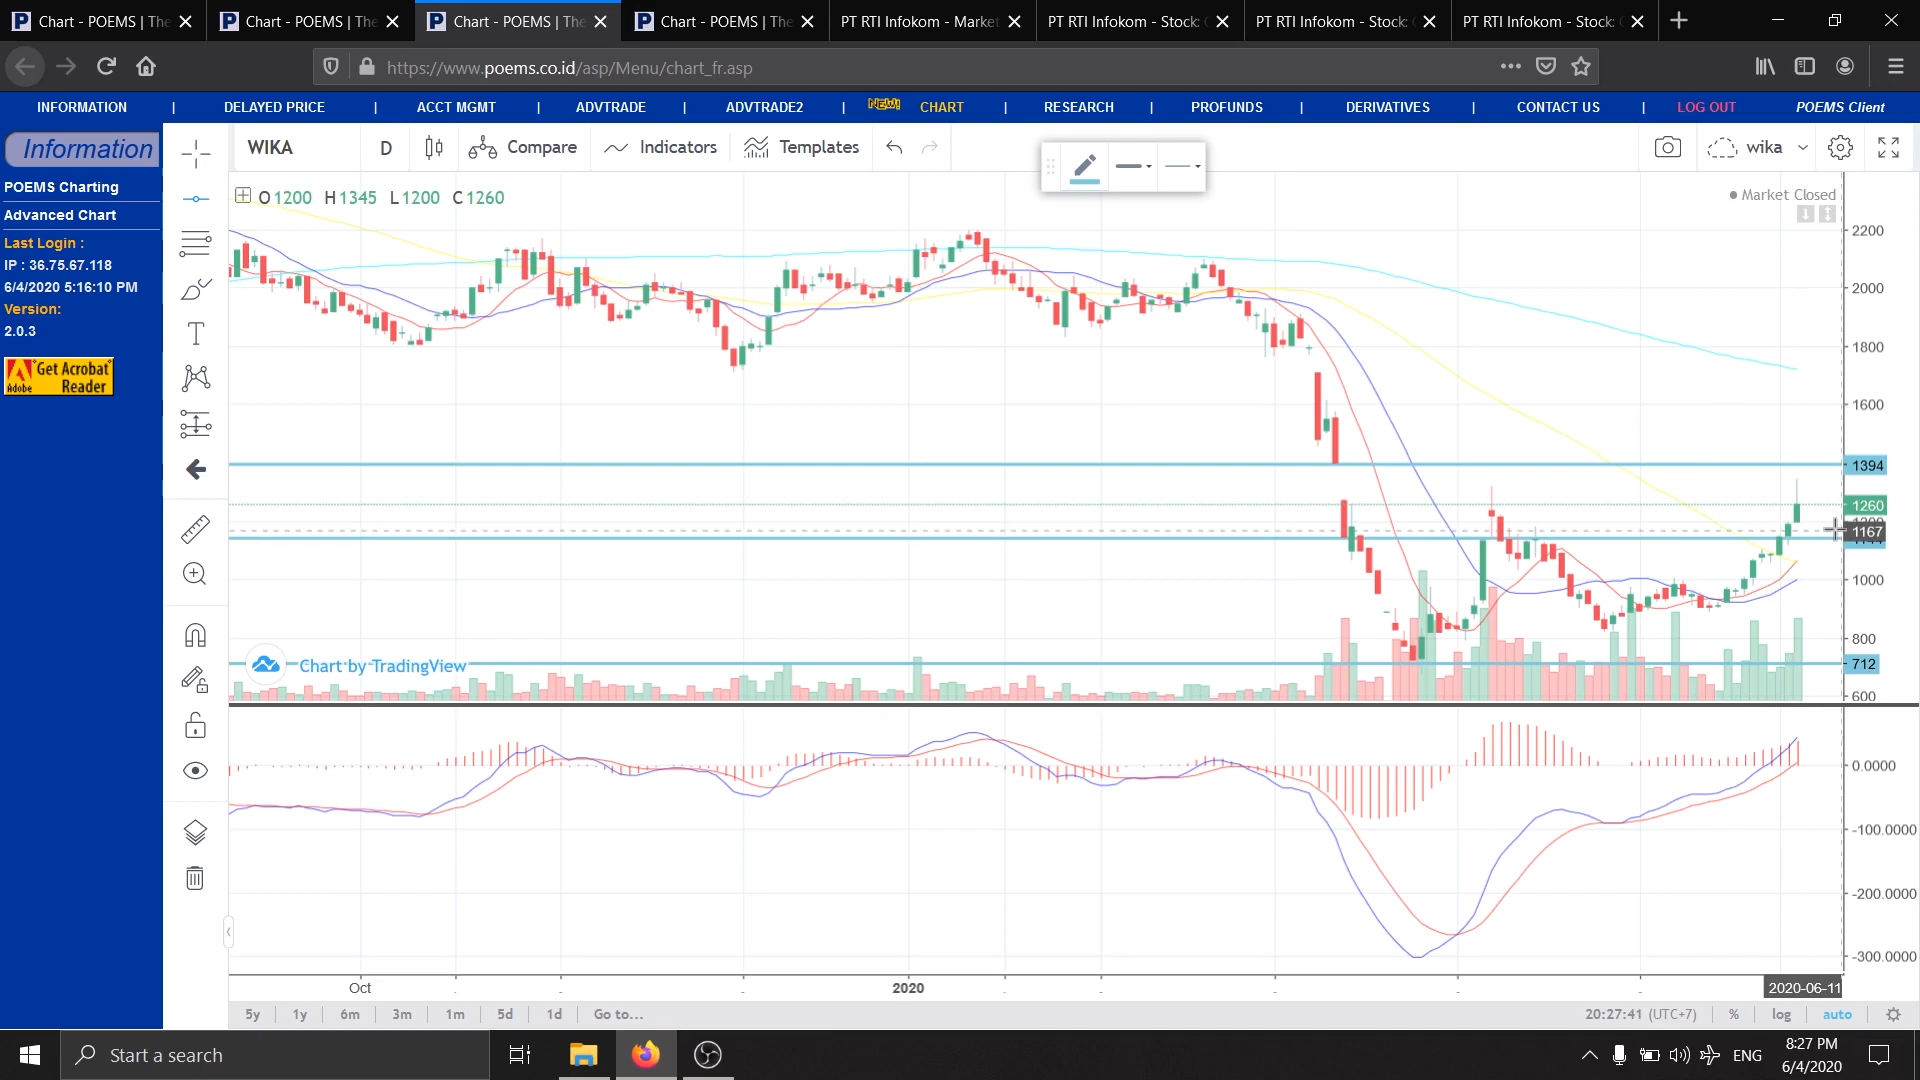 Chart - POEMS | The
Chart - POEMS | The
Chart - POEMS | The
Chart - POEMS | The
PT RTI Infokom - Market
PT RTI Infokom - Stock:
PT RTI Infokom - Stock:
PT RTI Infokom - Stock:
https://www.poems.co.id/asp/Menu/chart_fr.asp
INFORMATION | DELAYED PRICE | ACCT MGMT | ADVTRADE | ADVTRADE2 | NEW! CHART | RESEARCH | PROFUNDS | DERIVATIVES | CONTACT US | LOG OUT POEMS Client
Information
POEMS Charting
Advanced Chart
Last Login :
IP : 36.75.67.118
6/4/2020 5:16:10 PM
Version:
2.0.3
Adobe
Get Acrobat
Reader
WIKA D Compare Indicators Templates wika
O 1200 H 1345 L 1200 C 1260
Market Closed
2200
2000
1800
1600
1394
1260
1167
1000
800
712
600
Chart by TradingView
0.0000
-100.0000
-200.0000
-300.0000
Oct 2020 2020-06-11
5y 1y 6m 3m 1m 5d 1d Go to... 20:27:41 (UTC+7) % log auto
Start a search
ENG
8:27 PM
6/4/2020